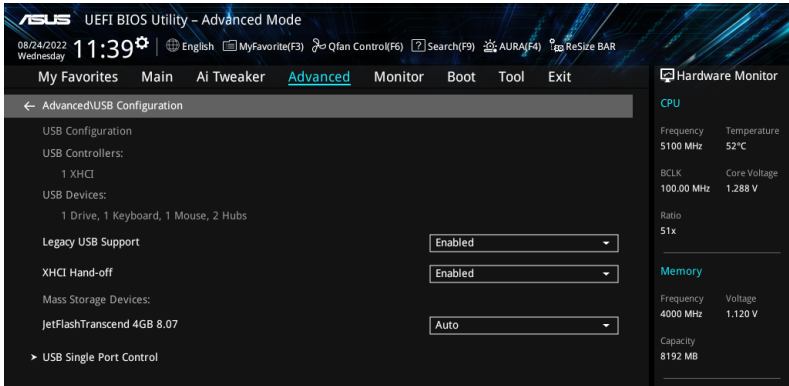 ASUS UEFI BIOS Utility – Advanced Mode
08/24/2022 Wednesday 11:39 English MyFavorite(F3) Qfan Control(F6) ? Search(F9) AURA(F4) ReSize BAR
My Favorites Main Ai Tweaker Advanced Monitor Boot Tool Exit
Hardware Monitor
← Advanced\USB Configuration
USB Configuration
USB Controllers:
1 XHCI
USB Devices:
1 Drive, 1 Keyboard, 1 Mouse, 2 Hubs
Legacy USB Support Enabled
XHCI Hand-off Enabled
Mass Storage Devices:
JetFlashTranscend 4GB 8.07 Auto
> USB Single Port Control
CPU
Frequency Temperature
5100 MHz 52°C
BCLK Core Voltage
100.00 MHz 1.288 V
Ratio
51x
Memory
Frequency Voltage
4000 MHz 1.120 V
Capacity
8192 MB